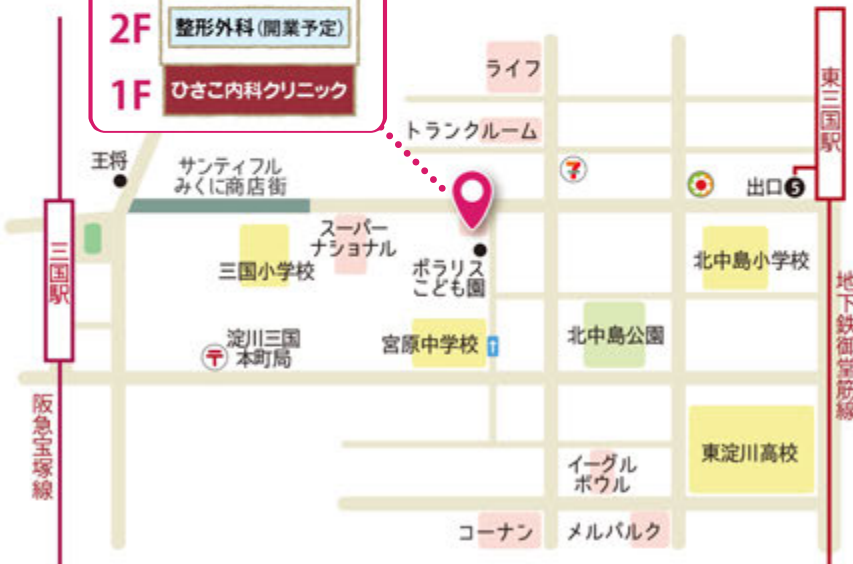 2F 整形外科(開業予定)
1F ひさこ内科クリニック
ライフ
トランクルーム
東三国駅
王将
サンティフル
みくに商店街
7
出口5
スーパー
ナショナル
三国小学校
ポラリス
こども園
北中島小学校
三国駅
地下鉄御堂筋線
淀川三国
本町局
〒
宮原中学校
北中島公園
阪急宝塚線
イーグル
ボウル
東淀川高校
コーナン
メルパルク